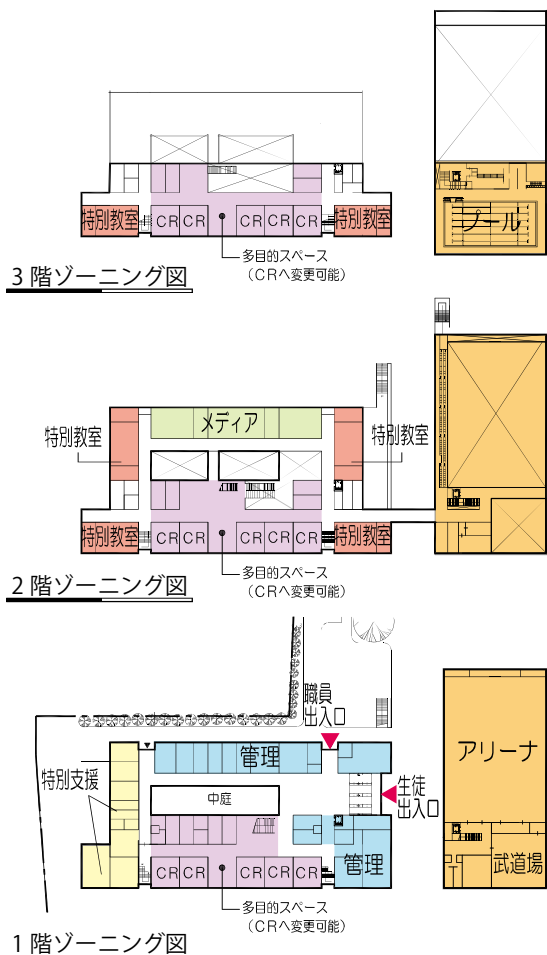 プール
特別教室
CR CR
CR CR CR
特別教室
多目的スペース
（CRへ変更可能）
3階ゾーニング図
メディア
特別教室
特別教室
特別教室
CR CR
CR CR CR
特別教室
多目的スペース
（CRへ変更可能）
2階ゾーニング図
職員
出入口
アリーナ
管理
特別支援
生徒
出入口
中庭
CR CR
CR CR CR
管理
武道場
多目的スペース
（CRへ変更可能）
1階ゾーニング図